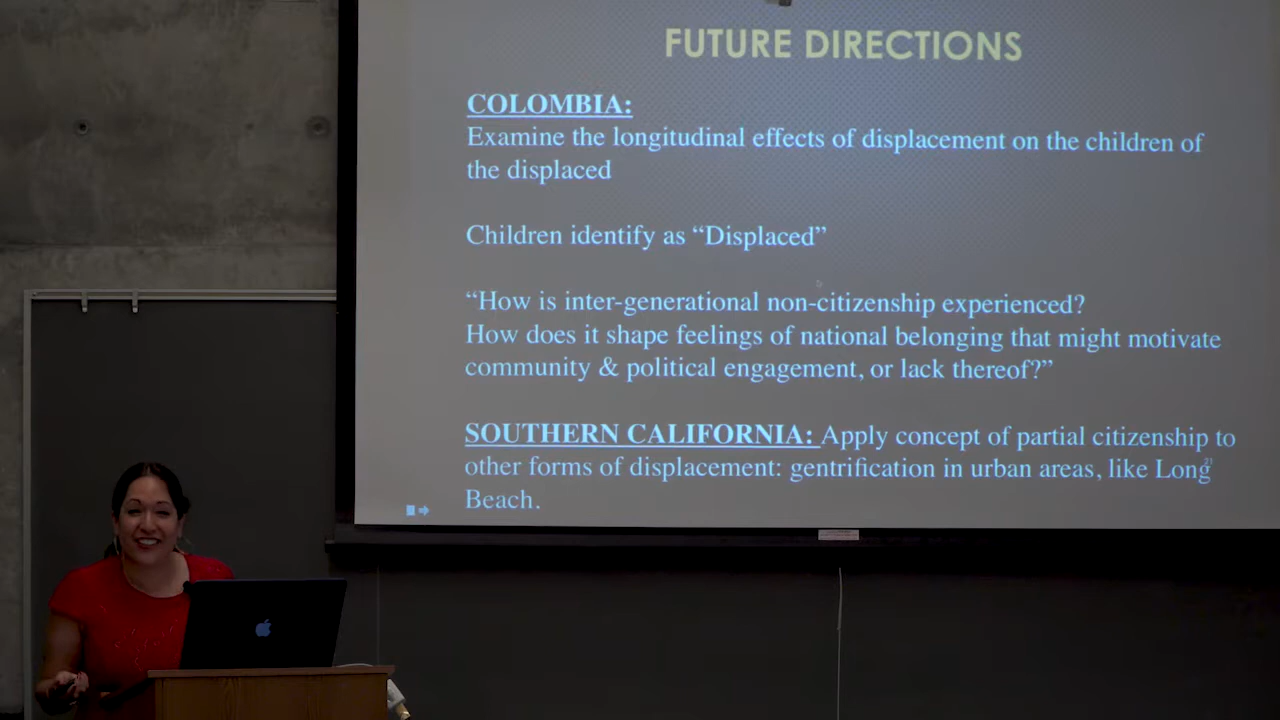 FUTURE DIRECTIONS
COLOMBIA:
Examine the longitudinal effects of displacement on the children of
the displaced
Children identify as “Displaced”
“How is inter-generational non-citizenship experienced?
How does it shape feelings of national belonging that might motivate
community & political engagement, or lack thereof?”
SOUTHERN CALIFORNIA: Apply concept of partial citizenship to
other forms of displacement: gentrification in urban areas, like Long
Beach.